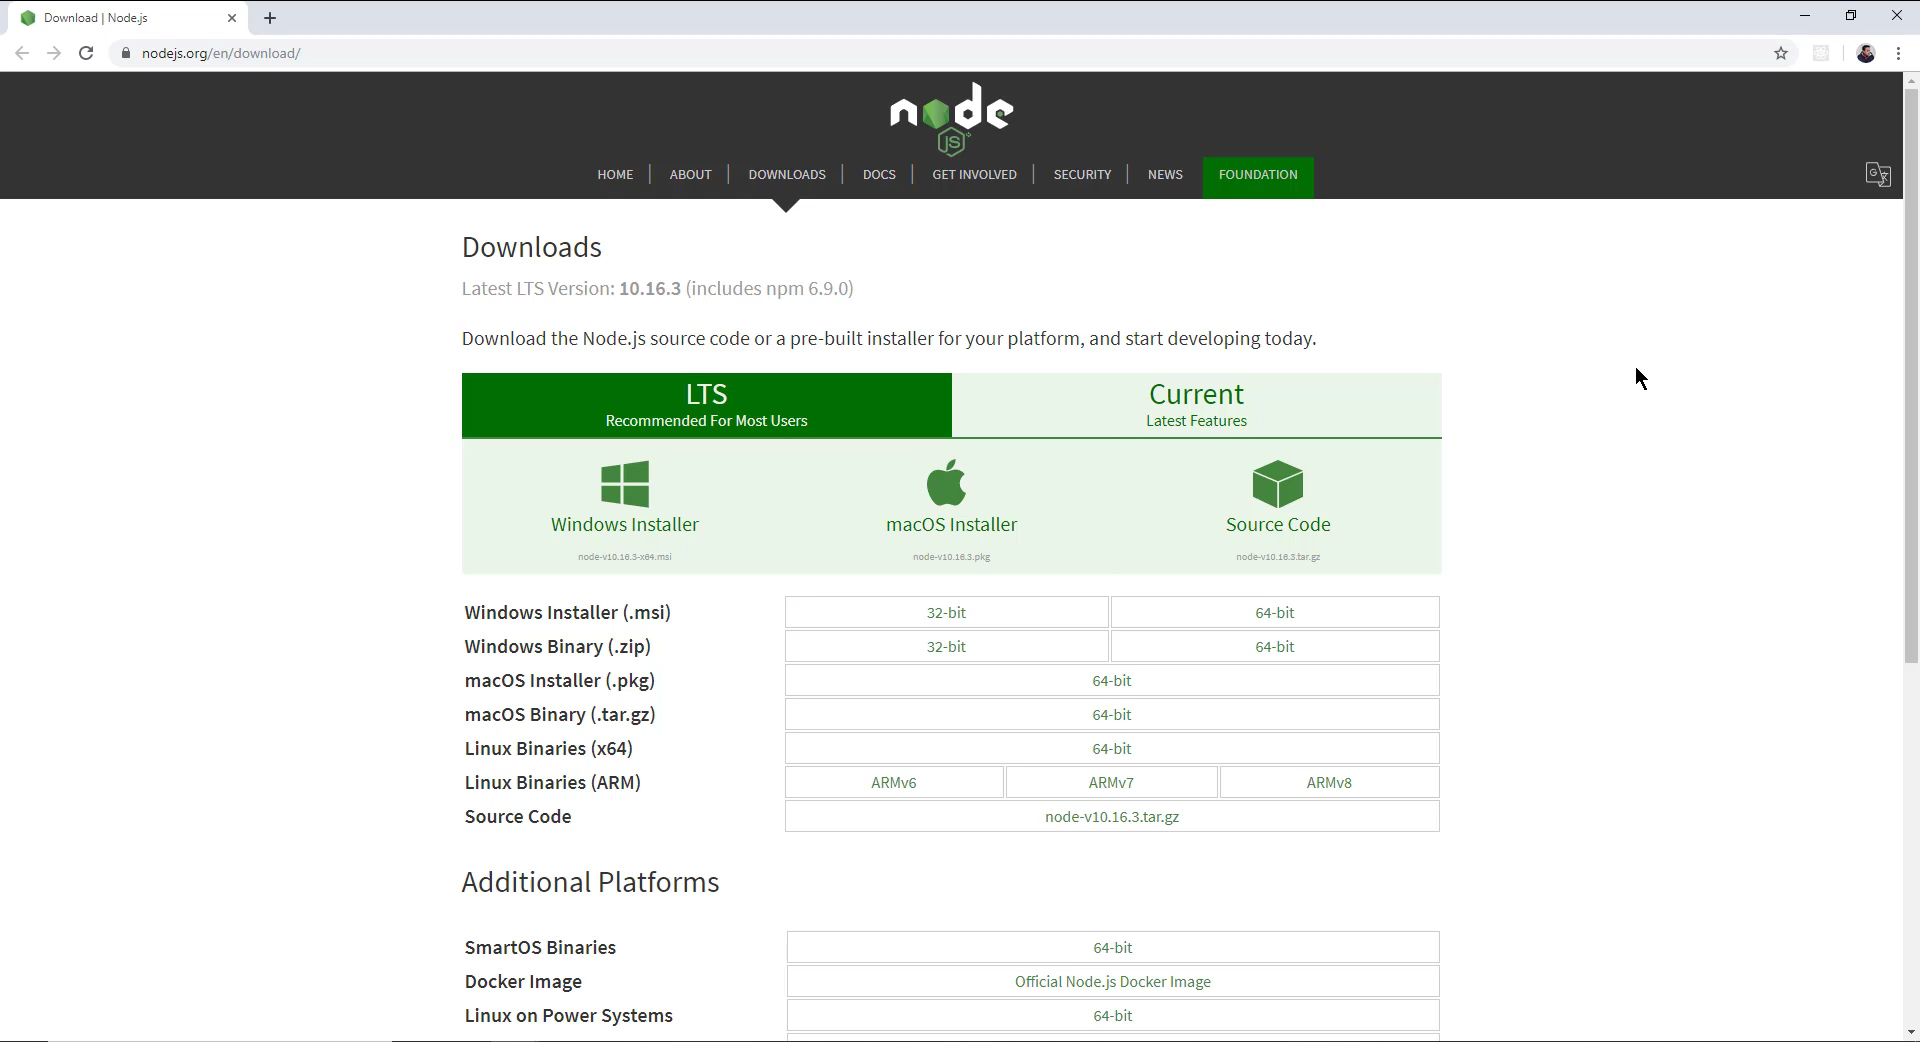 Download | Node.js
nodejs.org/en/download/
node
JS
HOME ABOUT DOWNLOADS DOCS GET INVOLVED SECURITY NEWS FOUNDATION
Downloads
Latest LTS Version: 10.16.3 (includes npm 6.9.0)
Download the Node.js source code or a pre-built installer for your platform, and start developing today.
LTS
Recommended For Most Users
Current
Latest Features
Windows Installer
node-v10.16.3-x64.msi
macOS Installer
node-v10.16.3.pkg
Source Code
node-v10.16.3.tar.gz
Windows Installer (.msi) 32-bit 64-bit
Windows Binary (.zip) 32-bit 64-bit
macOS Installer (.pkg) 64-bit
macOS Binary (.tar.gz) 64-bit
Linux Binaries (x64) 64-bit
Linux Binaries (ARM) ARMv6 ARMv7 ARMv8
Source Code node-v10.16.3.tar.gz
Additional Platforms
SmartOS Binaries 64-bit
Docker Image Official Node.js Docker Image
Linux on Power Systems 64-bit